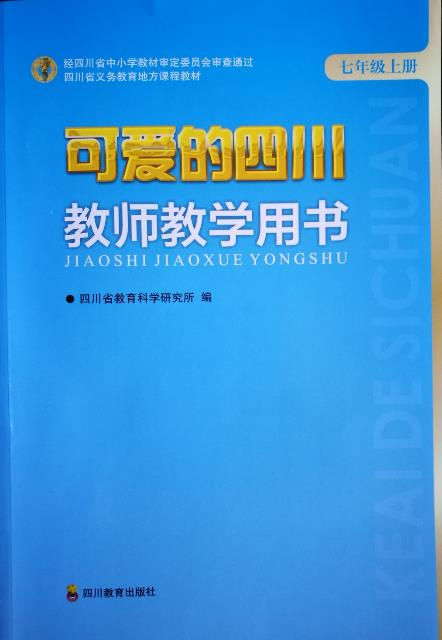 经四川省中小学教材审定委员会审查通过
四川省义务教育地方课程教材
七年级上册
可爱的四川
教师教学用书
JIAOSHI JIAOXUE YONGSHU
● 四川省教育科学研究所 编
KEAI DE SICHUAN
四川教育出版社